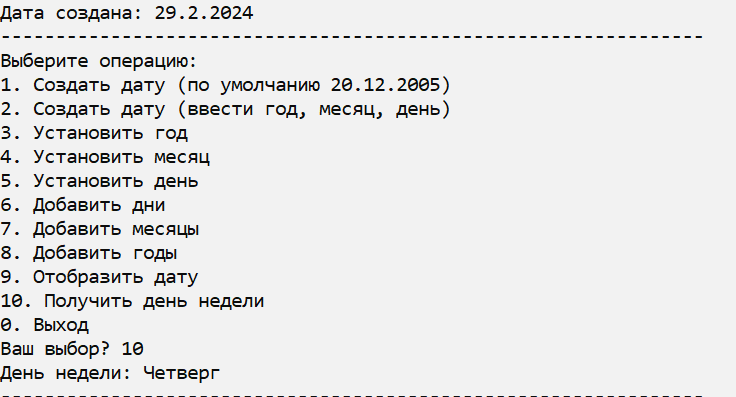 Дата создана: 29.2.2024
----------------------------------------------------------------
Выберите операцию:
1. Создать дату (по умолчанию 20.12.2005)
2. Создать дату (ввести год, месяц, день)
3. Установить год
4. Установить месяц
5. Установить день
6. Добавить дни
7. Добавить месяцы
8. Добавить годы
9. Отобразить дату
10. Получить день недели
0. Выход
Ваш выбор? 10
День недели: Четверг
----------------------------------------------------------------